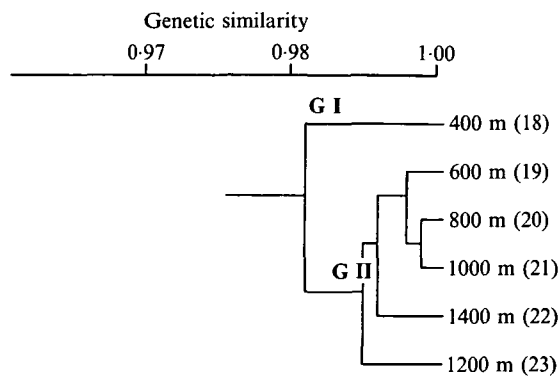 Genetic similarity
0·97 0·98 1·00
G I
400 m (18)
600 m (19)
800 m (20)
1000 m (21)
G II
1400 m (22)
1200 m (23)